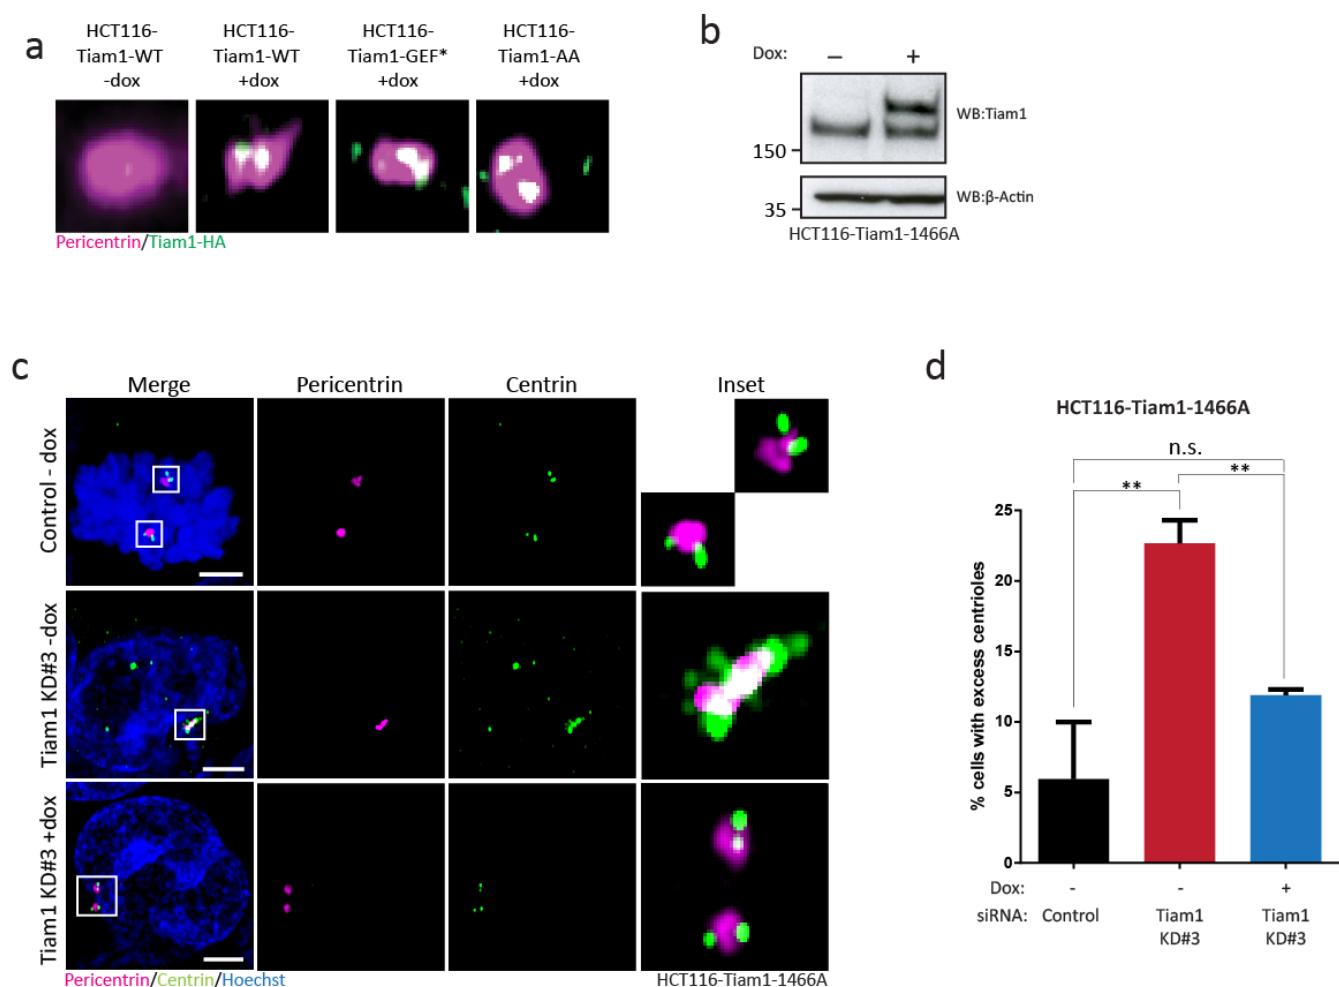 a
HCT116-
Tiam1-WT
-dox
HCT116-
Tiam1-WT
+dox
HCT116-
Tiam1-GEF*
+dox
HCT116-
Tiam1-AA
+dox
Pericentrin/Tiam1-HA
b
Dox: – +
WB:Tiam1
150
WB:β-Actin
35
HCT116-Tiam1-1466A
c
Merge
Pericentrin
Centrin
Inset
Control - dox
Tiam1 KD#3 -dox
Tiam1 KD#3 +dox
Pericentrin/Centrin/Hoechst
HCT116-Tiam1-1466A
d
HCT116-Tiam1-1466A
n.s.
**
**
% cells with excess centrioles
25
20
15
10
5
0
Dox: - - +
siRNA: Control Tiam1 Tiam1
KD#3 KD#3